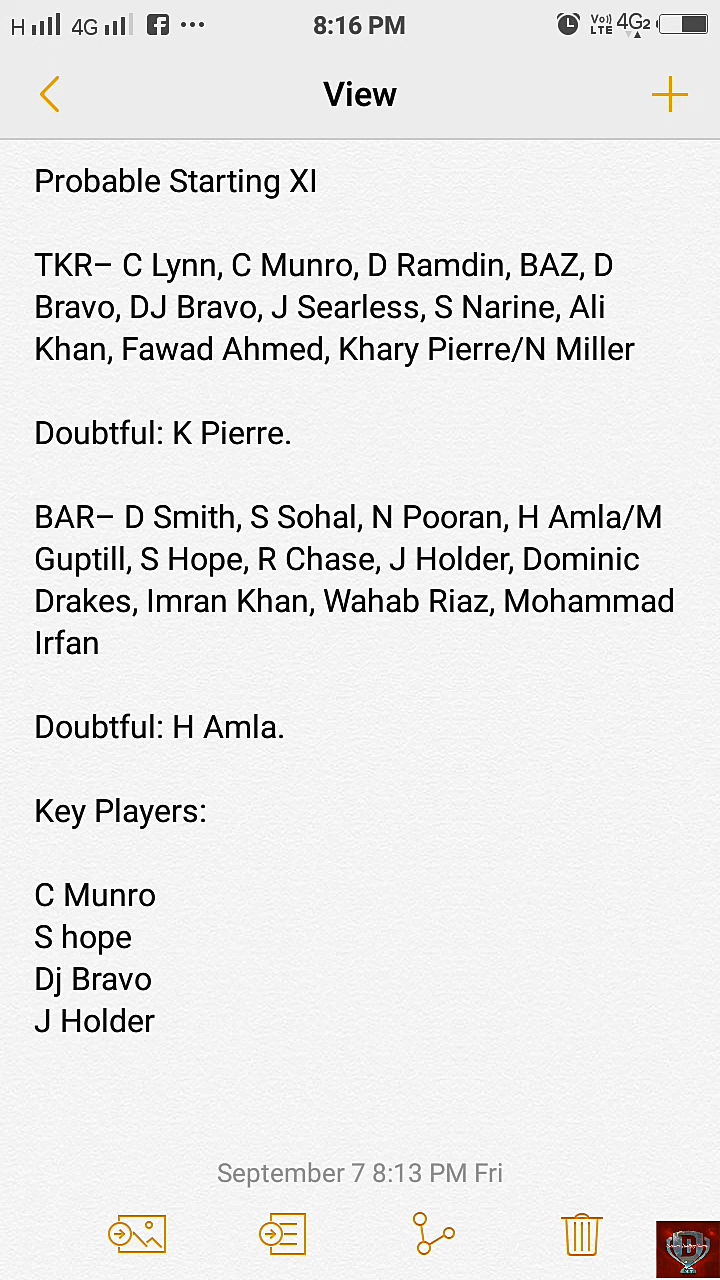 H 4G 8:16 PM Vo)) LTE 4G2
View
Probable Starting XI
TKR– C Lynn, C Munro, D Ramdin, BAZ, D
Bravo, DJ Bravo, J Searless, S Narine, Ali
Khan, Fawad Ahmed, Khary Pierre/N Miller
Doubtful: K Pierre.
BAR– D Smith, S Sohal, N Pooran, H Amla/M
Guptill, S Hope, R Chase, J Holder, Dominic
Drakes, Imran Khan, Wahab Riaz, Mohammad
Irfan
Doubtful: H Amla.
Key Players:
C Munro
S hope
Dj Bravo
J Holder
September 7 8:13 PM Fri